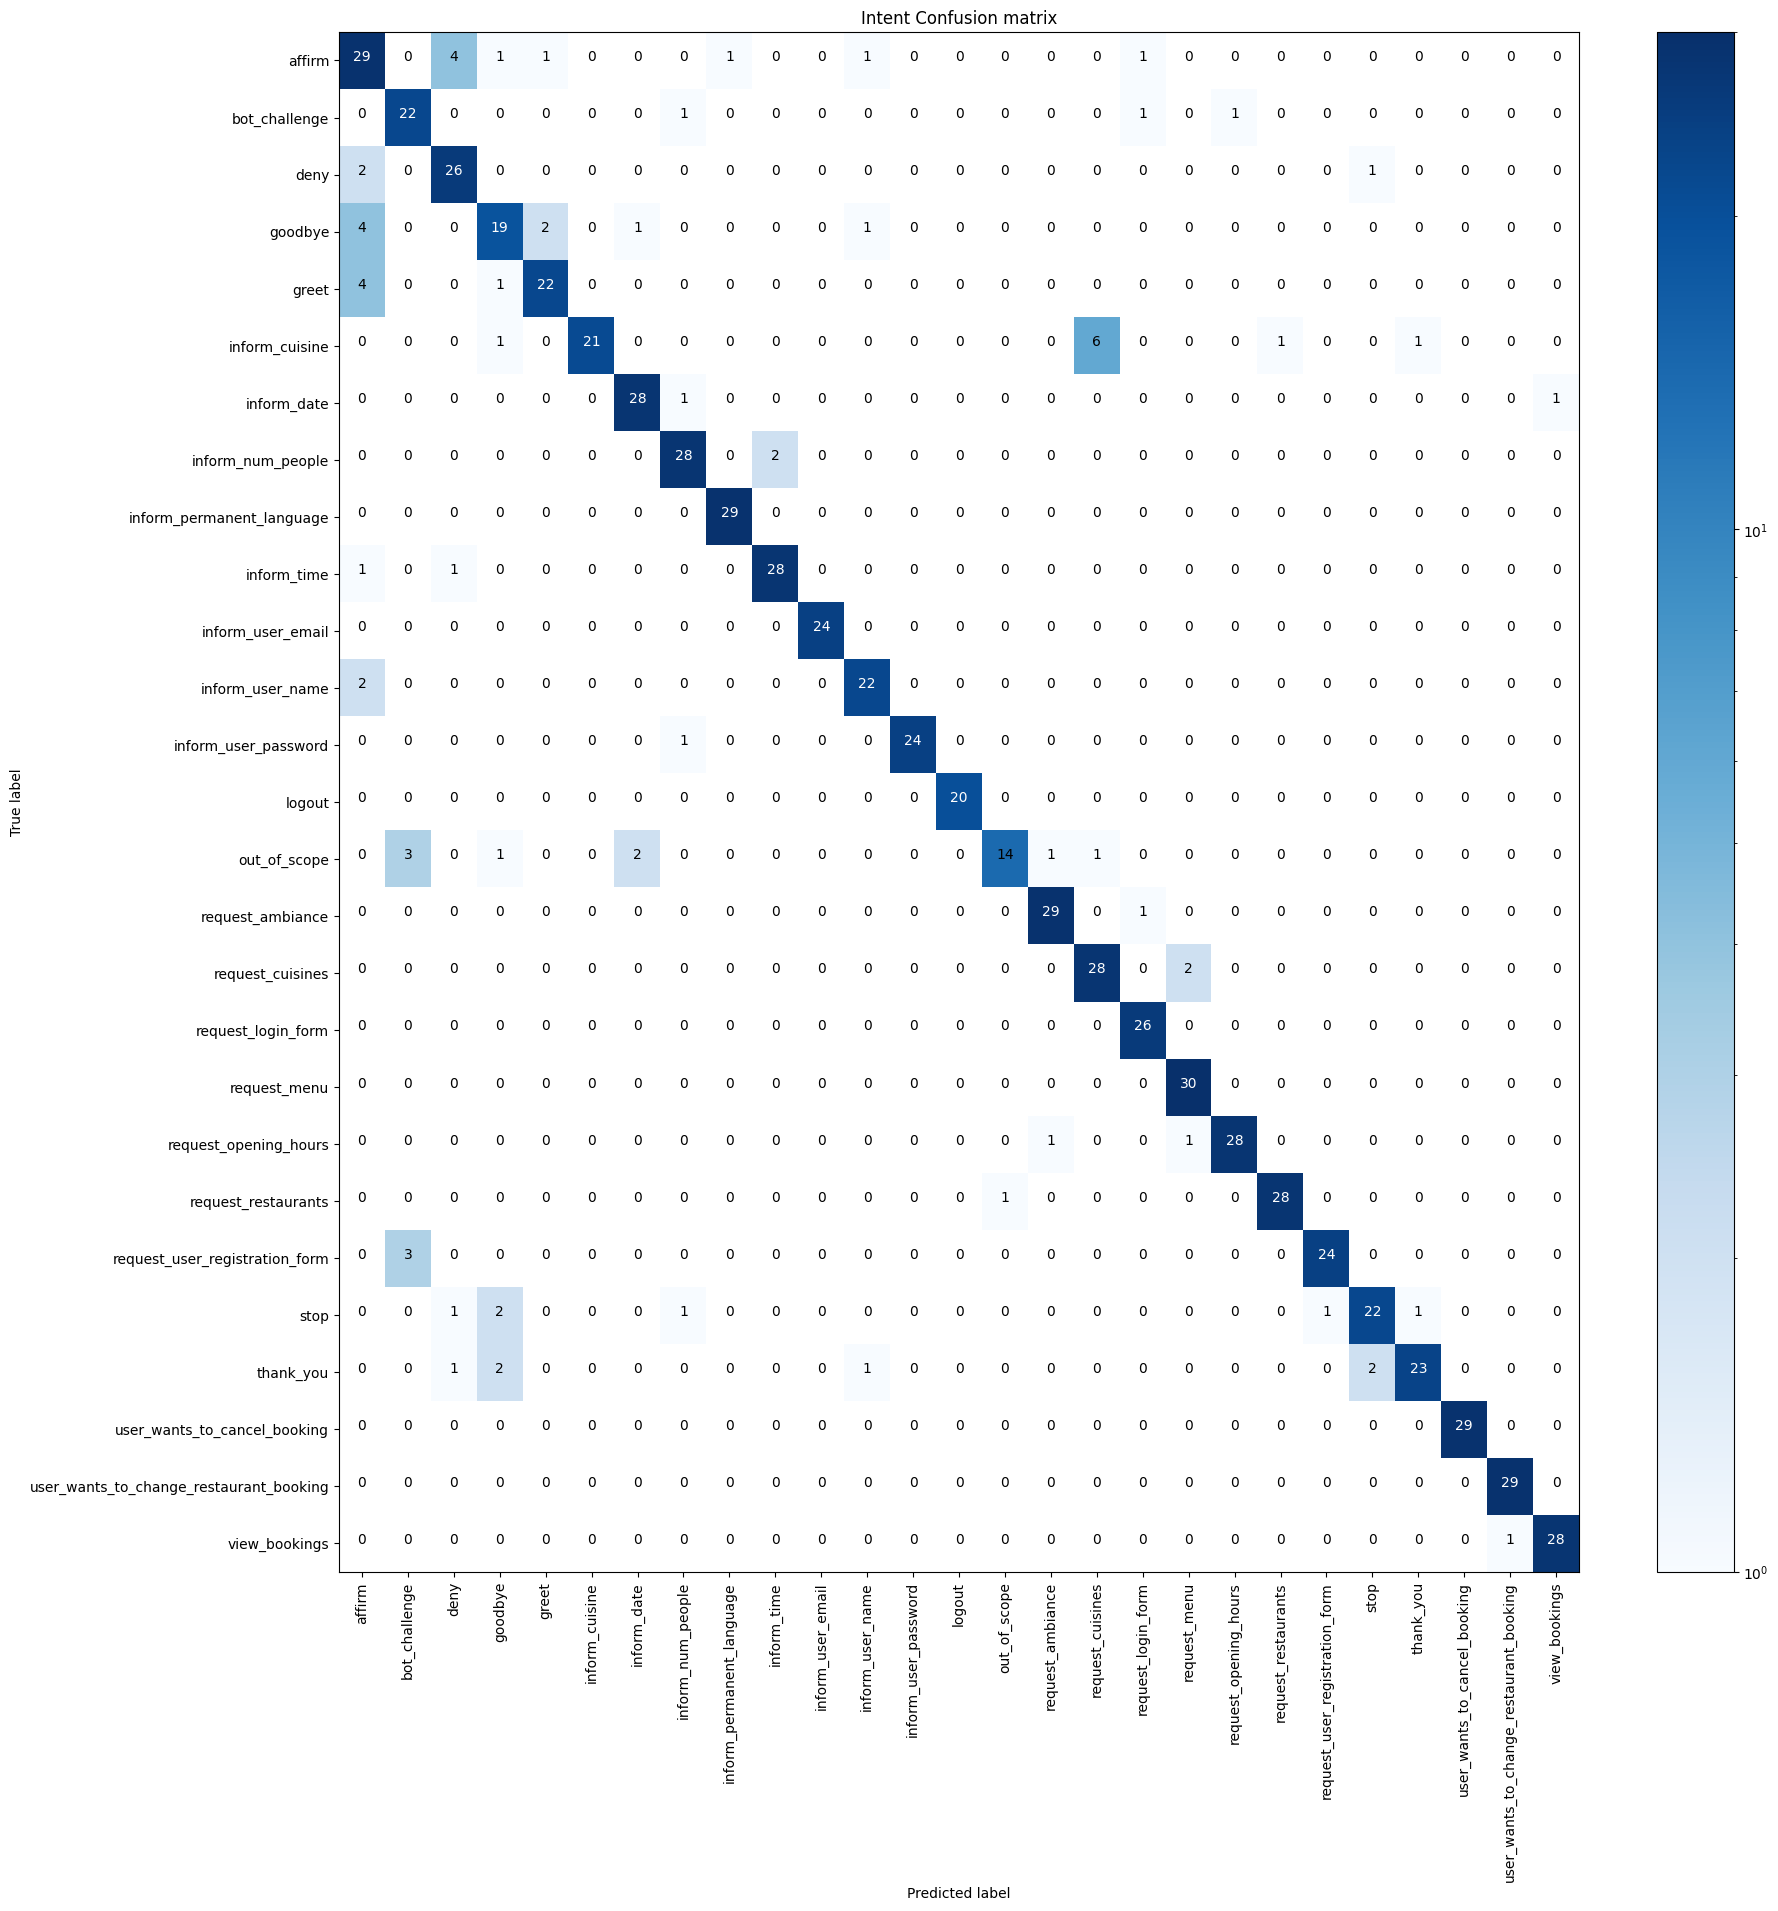 Intent Confusion matrix
affirm 29 0 4 1 1 0 0 0 1 0 0 1 0 0 0 0 0 1 0 0 0 0 0 0 0 0 0
bot_challenge 0 22 0 0 0 0 0 1 0 0 0 0 0 0 0 0 0 1 0 1 0 0 0 0 0 0 0
deny 2 0 26 0 0 0 0 0 0 0 0 0 0 0 0 0 0 0 0 0 0 0 1 0 0 0 0
goodbye 4 0 0 19 2 0 1 0 0 0 0 1 0 0 0 0 0 0 0 0 0 0 0 0 0 0 0
greet 4 0 0 1 22 0 0 0 0 0 0 0 0 0 0 0 0 0 0 0 0 0 0 0 0 0 0
inform_cuisine 0 0 0 1 0 21 0 0 0 0 0 0 0 0 0 0 6 0 0 0 1 0 0 1 0 0 0
inform_date 0 0 0 0 0 0 28 1 0 0 0 0 0 0 0 0 0 0 0 0 0 0 0 0 0 0 1
inform_num_people 0 0 0 0 0 0 0 28 0 2 0 0 0 0 0 0 0 0 0 0 0 0 0 0 0 0 0
inform_permanent_language 0 0 0 0 0 0 0 0 29 0 0 0 0 0 0 0 0 0 0 0 0 0 0 0 0 0 0
inform_time 1 0 1 0 0 0 0 0 0 28 0 0 0 0 0 0 0 0 0 0 0 0 0 0 0 0 0
inform_user_email 0 0 0 0 0 0 0 0 0 0 24 0 0 0 0 0 0 0 0 0 0 0 0 0 0 0 0
inform_user_name 2 0 0 0 0 0 0 0 0 0 0 22 0 0 0 0 0 0 0 0 0 0 0 0 0 0 0
inform_user_password 0 0 0 0 0 0 0 1 0 0 0 0 24 0 0 0 0 0 0 0 0 0 0 0 0 0 0
logout 0 0 0 0 0 0 0 0 0 0 0 0 0 20 0 0 0 0 0 0 0 0 0 0 0 0 0
out_of_scope 0 3 0 1 0 0 2 0 0 0 0 0 0 0 14 1 1 0 0 0 0 0 0 0 0 0 0
request_ambiance 0 0 0 0 0 0 0 0 0 0 0 0 0 0 0 29 0 1 0 0 0 0 0 0 0 0 0
request_cuisines 0 0 0 0 0 0 0 0 0 0 0 0 0 0 0 0 28 0 2 0 0 0 0 0 0 0 0
request_login_form 0 0 0 0 0 0 0 0 0 0 0 0 0 0 0 0 0 26 0 0 0 0 0 0 0 0 0
request_menu 0 0 0 0 0 0 0 0 0 0 0 0 0 0 0 0 0 0 30 0 0 0 0 0 0 0 0
request_opening_hours 0 0 0 0 0 0 0 0 0 0 0 0 0 0 0 1 0 0 1 28 0 0 0 0 0 0 0
request_restaurants 0 0 0 0 0 0 0 0 0 0 0 0 0 0 1 0 0 0 0 0 28 0 0 0 0 0 0
request_user_registration_form 0 3 0 0 0 0 0 0 0 0 0 0 0 0 0 0 0 0 0 0 0 24 0 0 0 0 0
stop 0 0 1 2 0 0 0 1 0 0 0 0 0 0 0 0 0 0 0 0 0 1 22 1 0 0 0
thank_you 0 0 1 2 0 0 0 0 0 0 0 1 0 0 0 0 0 0 0 0 0 0 2 23 0 0 0
user_wants_to_cancel_booking 0 0 0 0 0 0 0 0 0 0 0 0 0 0 0 0 0 0 0 0 0 0 0 0 29 0 0
user_wants_to_change_restaurant_booking 0 0 0 0 0 0 0 0 0 0 0 0 0 0 0 0 0 0 0 0 0 0 0 0 0 29 0
view_bookings 0 0 0 0 0 0 0 0 0 0 0 0 0 0 0 0 0 0 0 0 0 0 0 0 0 1 28
True label
affirm
bot_challenge
deny
goodbye
greet
inform_cuisine
inform_date
inform_num_people
inform_permanent_language
inform_time
inform_user_email
inform_user_name
inform_user_password
logout
out_of_scope
request_ambiance
request_cuisines
request_login_form
request_menu
request_opening_hours
request_restaurants
request_user_registration_form
stop
thank_you
user_wants_to_cancel_booking
user_wants_to_change_restaurant_booking
view_bookings
Predicted label
10¹
10⁰